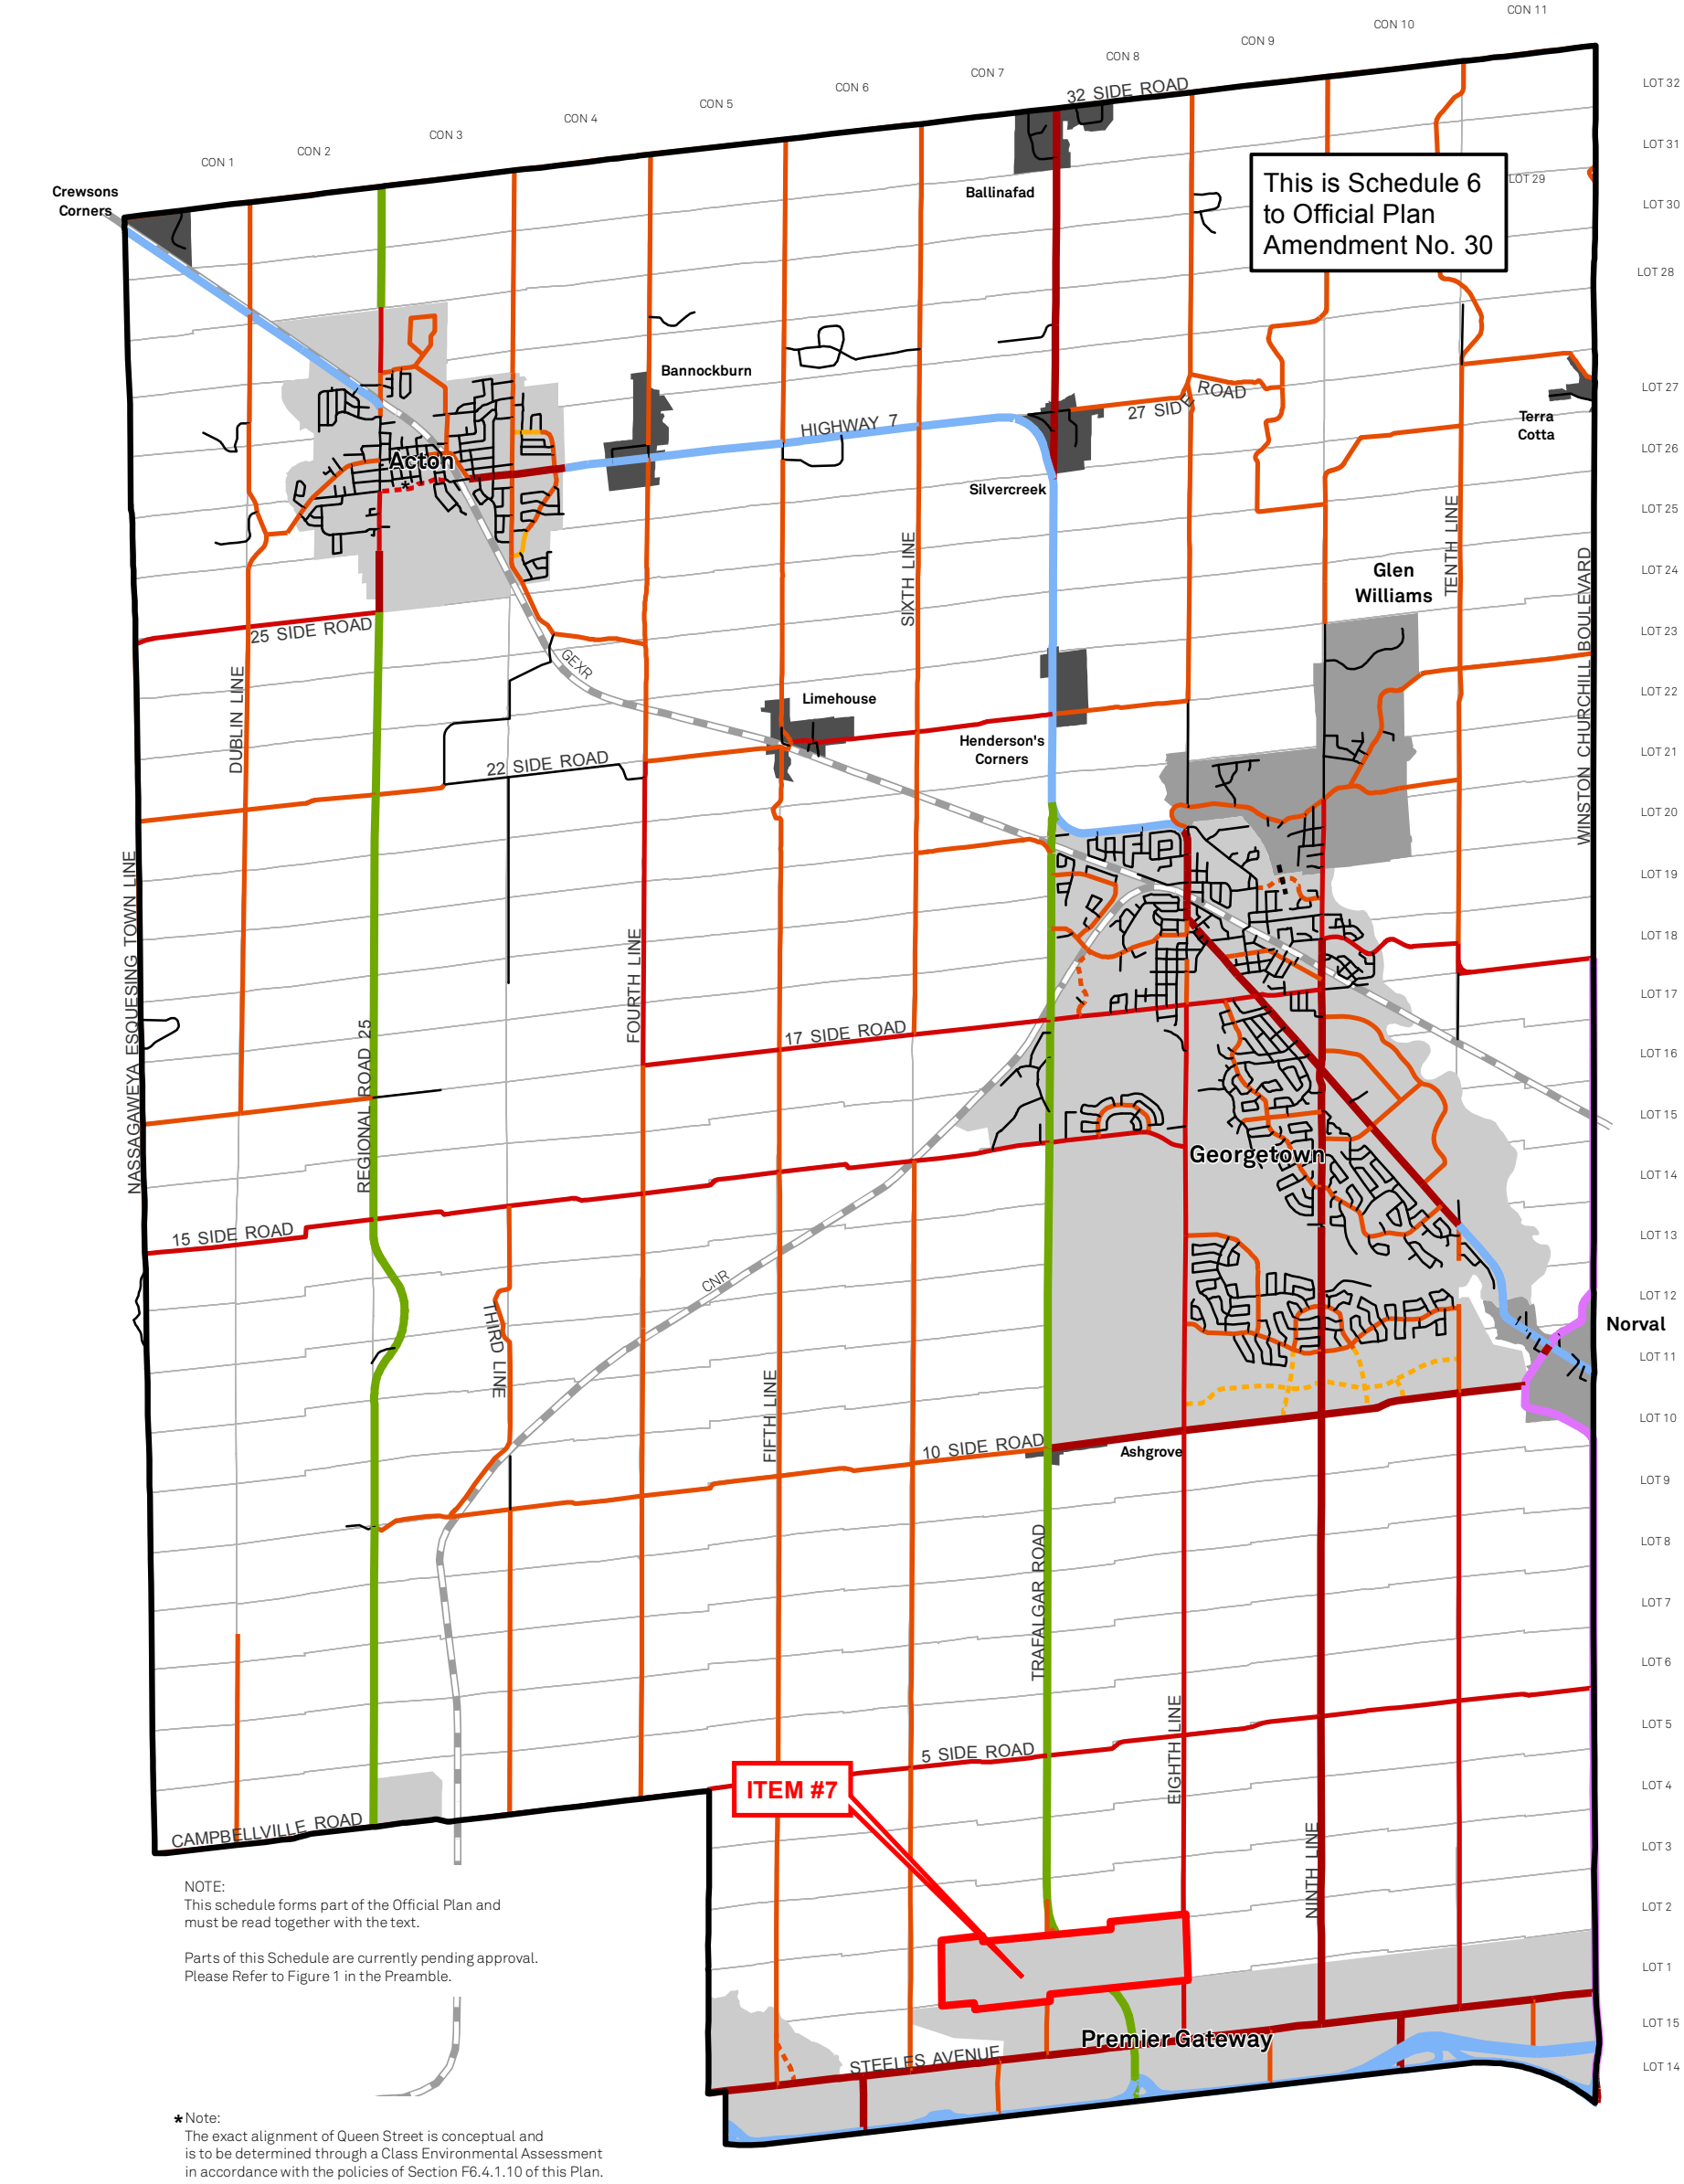 CON 11
CON 10
CON 9
CON 8
CON 7
CON 6
CON 5
CON 4
CON 3
CON 2
CON 1
32 SIDE ROAD
LOT 32
LOT 31
LOT 30
LOT 29
LOT 28
LOT 27
LOT 26
LOT 25
LOT 24
LOT 23
LOT 22
LOT 21
LOT 20
LOT 19
LOT 18
LOT 17
LOT 16
LOT 15
LOT 14
LOT 13
LOT 12
LOT 11
LOT 10
LOT 9
LOT 8
LOT 7
LOT 6
LOT 5
LOT 4
LOT 3
LOT 2
LOT 1
LOT 15
LOT 14
This is Schedule 6
to Official Plan
Amendment No. 30
Crewsons
Corners
Ballinafad
Bannockburn
HIGHWAY 7
27 SIDE ROAD
Terra
Cotta
Acton
*
Silvercreek
SIXTH LINE
TENTH LINE
Glen
Williams
WINSTON CHURCHILL BOULEVARD
25 SIDE ROAD
GEXR
DUBLIN LINE
Limehouse
Henderson's
Corners
22 SIDE ROAD
NASSAGAWEYA ESQUESING TOWN LINE
FOURTH LINE
REGIONAL ROAD 25
17 SIDE ROAD
Georgetown
15 SIDE ROAD
CNR
THIRD LINE
Norval
FIFTH LINE
10 SIDE ROAD
Ashgrove
TRAFALGAR ROAD
EIGHTH LINE
5 SIDE ROAD
ITEM #7
CAMPBELLVILLE ROAD
NINTH LINE
Premier Gateway
STEELES AVENUE
NOTE:
This schedule forms part of the Official Plan and
must be read together with the text.
Parts of this Schedule are currently pending approval.
Please Refer to Figure 1 in the Preamble.
*Note:
The exact alignment of Queen Street is conceptual and
is to be determined through a Class Environmental Assessment
in accordance with the policies of Section F6.4.1.10 of this Plan.